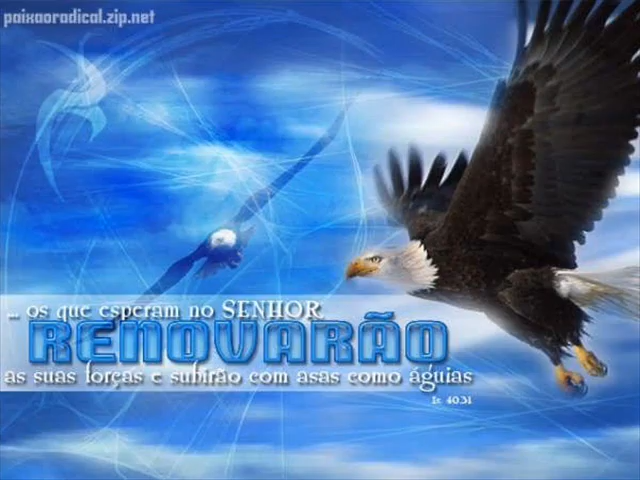 paixaoradical.zip.net
... os que esperam no SENHOR
RENOVARÃO
as suas forças e subirão com asas como águias
Is. 40:31